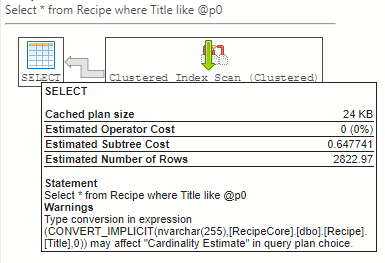 Select * from Recipe where Title like @p0
SELECT
Clustered Index Scan (Clustered)
SELECT
Cached plan size 24 KB
Estimated Operator Cost 0 (0%)
Estimated Subtree Cost 0.647741
Estimated Number of Rows 2822.97
Statement
Select * from Recipe where Title like @p0
Warnings
Type conversion in expression
(CONVERT_IMPLICIT(nvarchar(255),[RecipeCore].[dbo].[Recipe].
[Title],0)) may affect "Cardinality Estimate" in query plan choice.